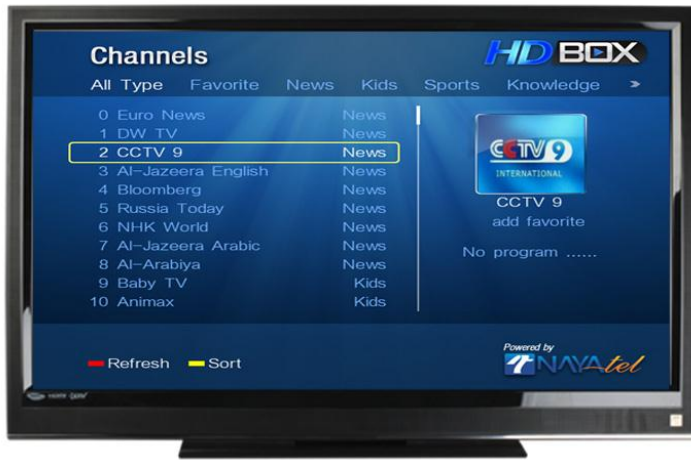 Channels
HD BOX
All Type Favorite News Kids Sports Knowledge »
0 Euro News News
1 DW TV News
2 CCTV 9 News
3 Al-Jazeera English News
4 Bloomberg News
5 Russia Today News
6 NHK World News
7 Al-Jazeera Arabic News
8 Al-Arabiya News
9 Baby TV Kids
10 Animax Kids
CCTV 9
INTERNATIONAL
CCTV 9
add favorite
No program ......
Refresh Sort
Powered by
NAYAtel